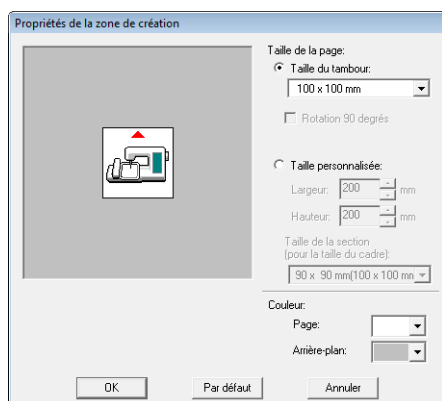 Propriétés de la zone de création
Taille de la page:
Taille du tambour:
100 x 100 mm
Rotation 90 degrés
Taille personnalisée:
Largeur: 200 mm
Hauteur: 200 mm
Taille de la section
(pour la taille du cadre):
90 x 90 mm(100 x 100 mm
Couleur:
Page:
Arrière-plan:
OK Par défaut Annuler